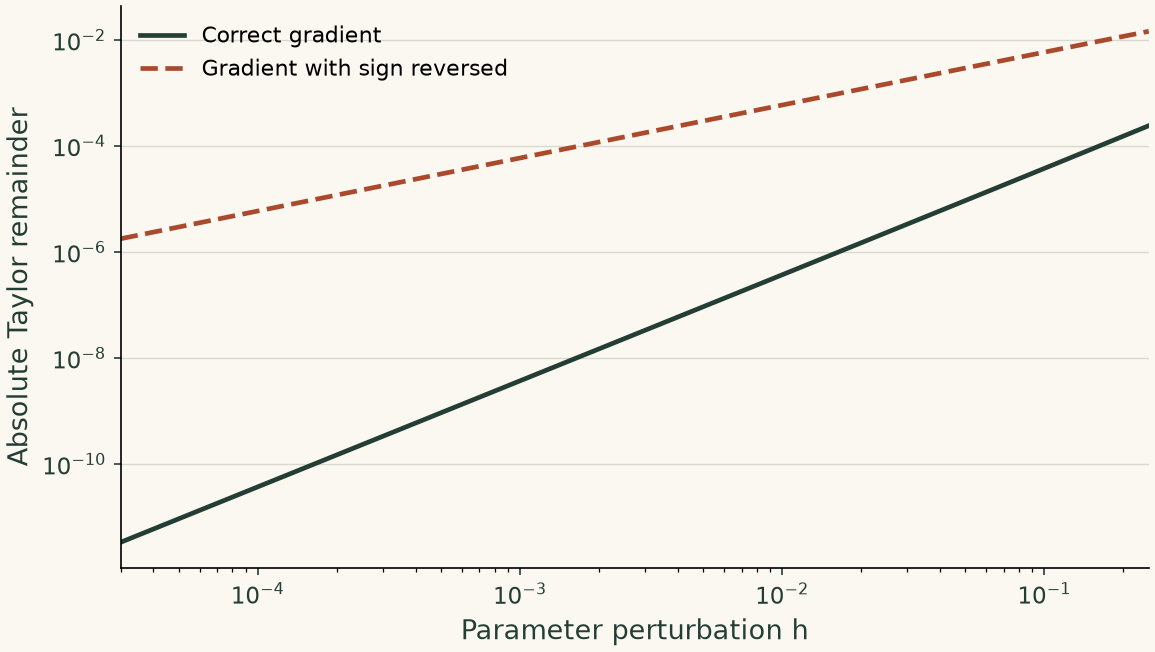 Correct gradient
Gradient with sign reversed
Absolute Taylor remainder
10⁻²
10⁻⁴
10⁻⁶
10⁻⁸
10⁻¹⁰
10⁻⁴ 10⁻³ 10⁻² 10⁻¹
Parameter perturbation h